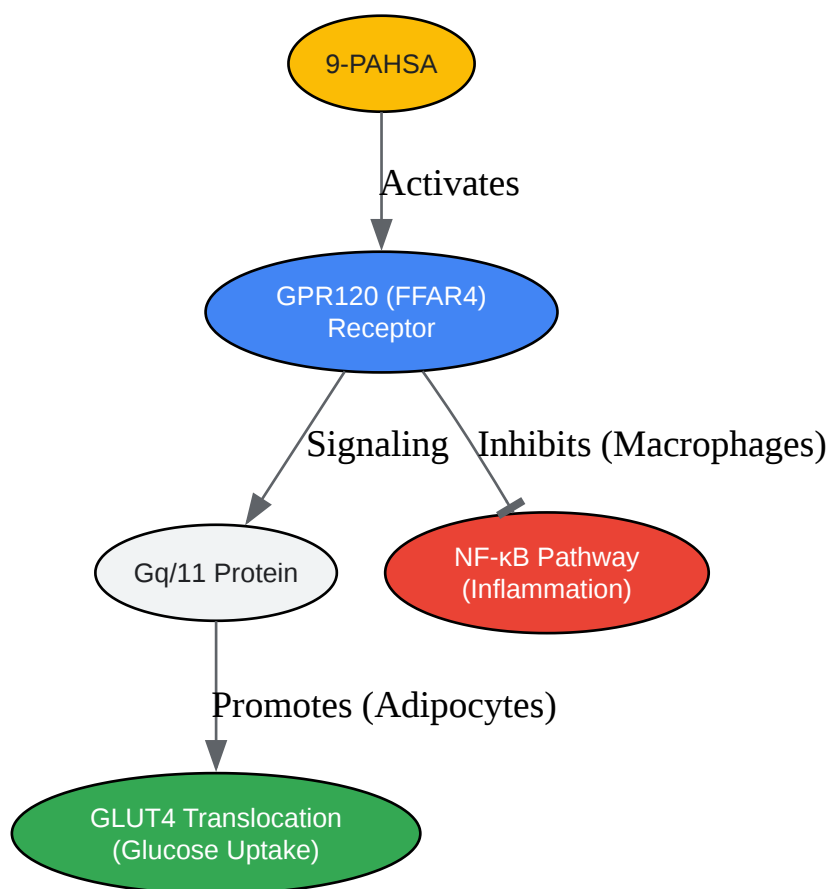 9-PAHSA
Activates
GPR120 (FFAR4)
Receptor
Signaling
Inhibits (Macrophages)
Gq/11 Protein
NF-κB Pathway
(Inflammation)
Promotes (Adipocytes)
GLUT4 Translocation
(Glucose Uptake)